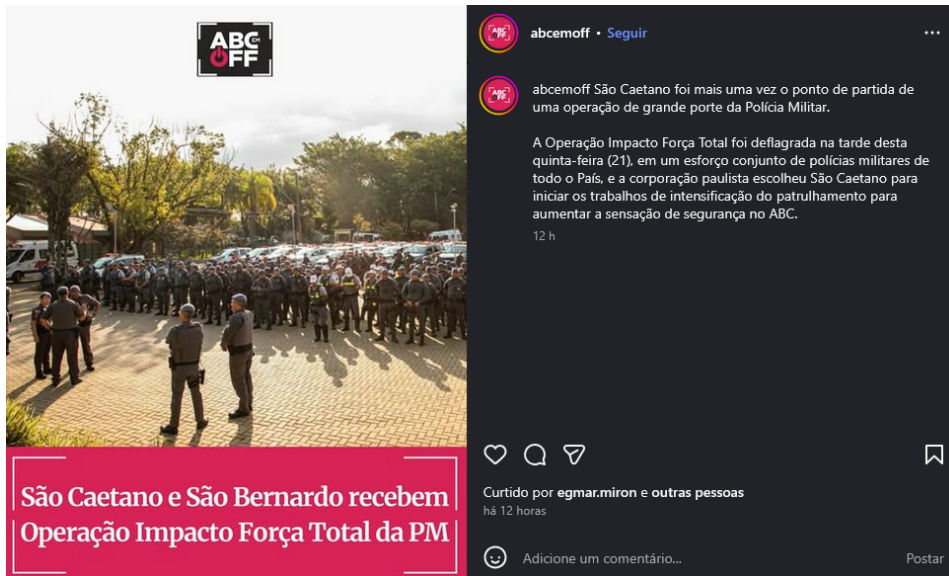 ABC EM
OFF
São Caetano e São Bernardo recebem
Operação Impacto Força Total da PM
abcemoff • Seguir
abcemoff São Caetano foi mais uma vez o ponto de partida de
uma operação de grande porte da Polícia Militar.
A Operação Impacto Força Total foi deflagrada na tarde desta
quinta-feira (21), em um esforço conjunto de polícias militares de
todo o País, e a corporação paulista escolheu São Caetano para
iniciar os trabalhos de intensificação do patrulhamento para
aumentar a sensação de segurança no ABC.
12 h
Curtido por egmar.miron e outras pessoas
há 12 horas
Adicione um comentário...
Postar